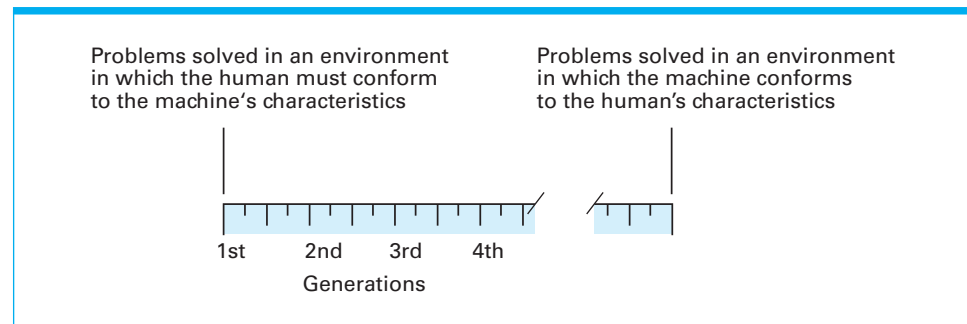 Problems solved in an environment
in which the human must conform
to the machine‘s characteristics
Problems solved in an environment
in which the machine conforms
to the human’s characteristics
1st 2nd 3rd 4th
Generations